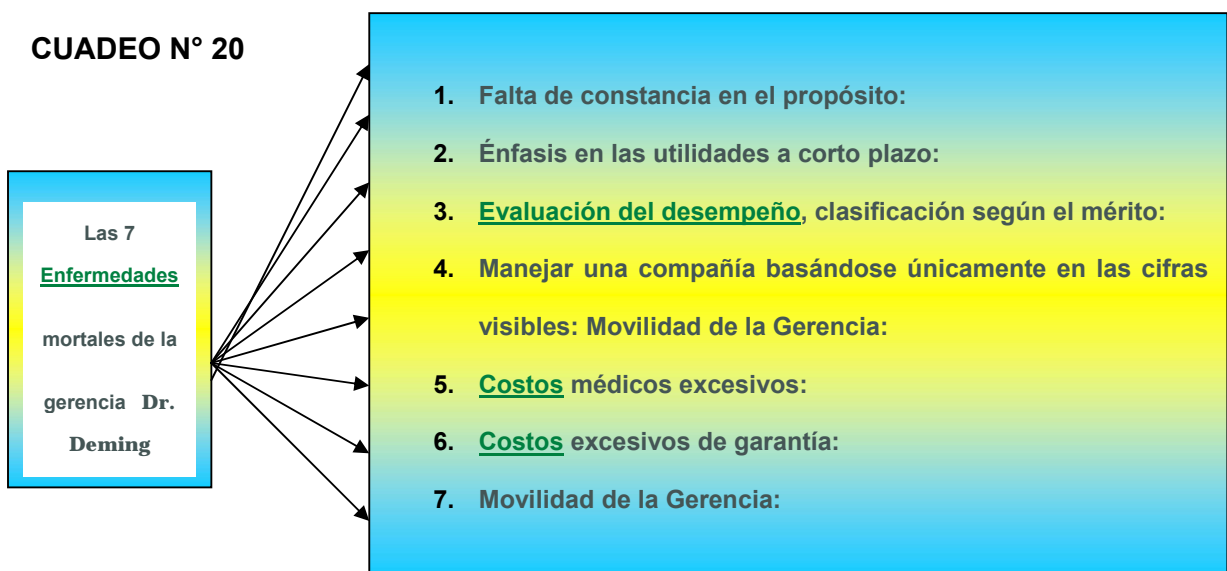 CUADEO N° 20
Las 7
Enfermedades
mortales de la
gerencia Dr.
Deming
1. Falta de constancia en el propósito:
2. Énfasis en las utilidades a corto plazo:
3. Evaluación del desempeño, clasificación según el mérito:
4. Manejar una compañía basándose únicamente en las cifras
visibles: Movilidad de la Gerencia:
5. Costos médicos excesivos:
6. Costos excesivos de garantía:
7. Movilidad de la Gerencia: